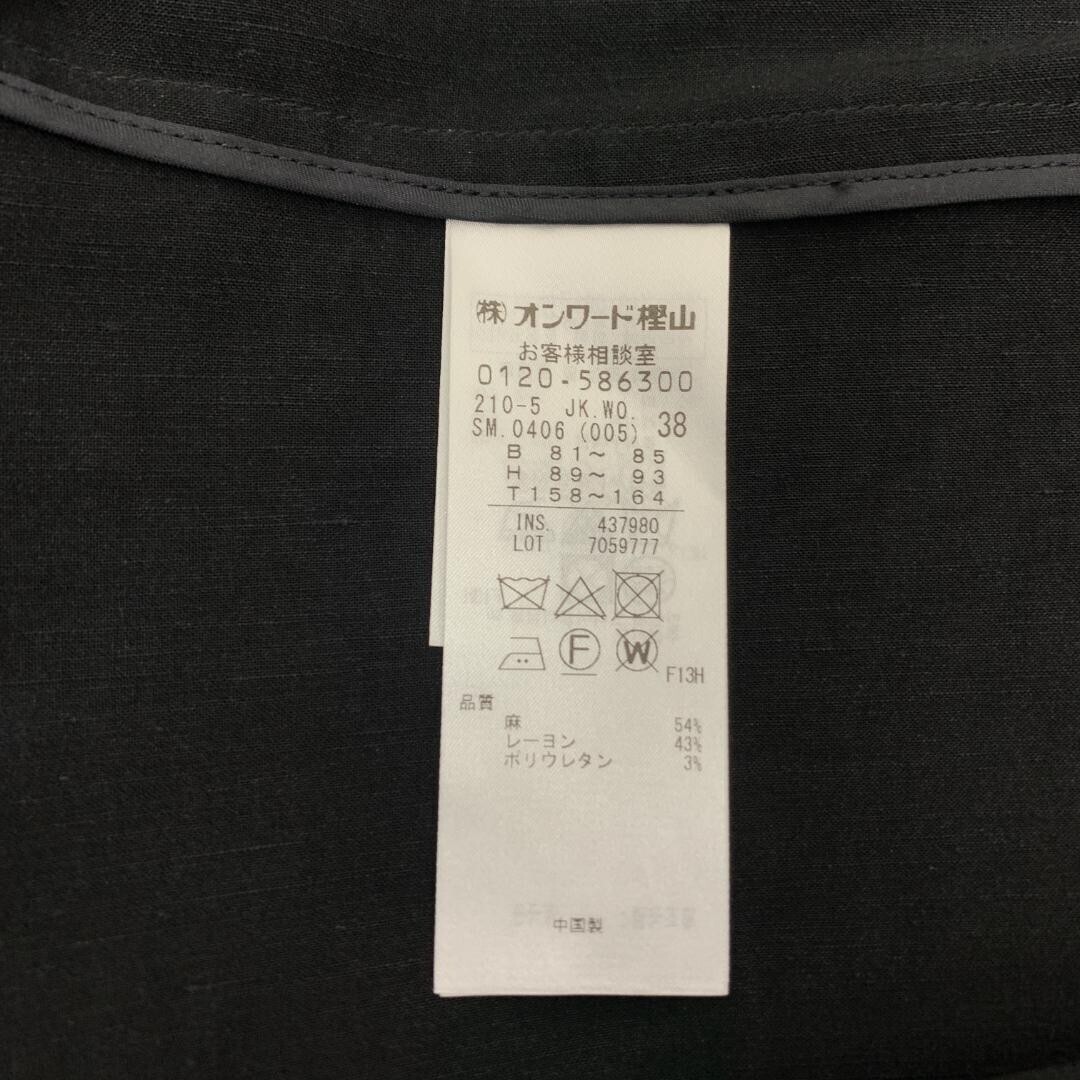 ㈱オンワード樫山
お客様相談室
0120-586300
210-5 JK.WO.
SM.0406 (005) 38
B 81～ 85
H 89～ 93
T158～164
INS. 437980
LOT 7059777
F W
F13H
品質
麻 54%
レーヨン 43%
ポリウレタン 3%
中国製